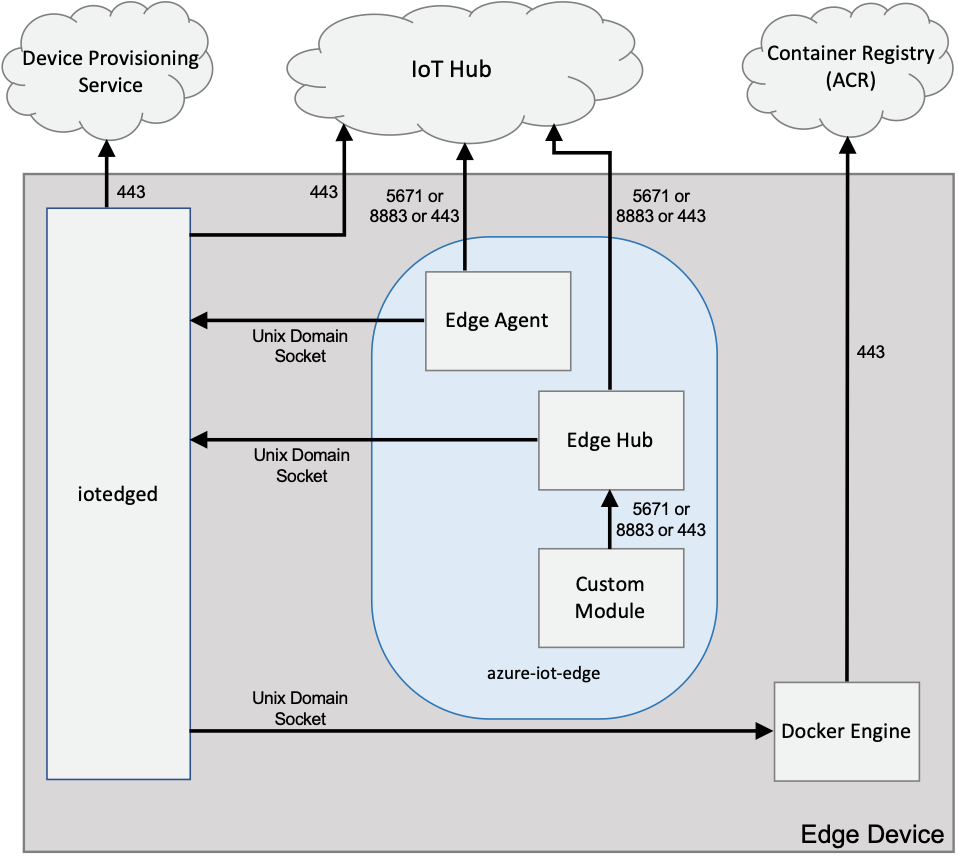 Device Provisioning
Service
IoT Hub
Container Registry
(ACR)
443
443
5671 or
8883 or 443
5671 or
8883 or 443
Edge Agent
Unix Domain
Socket
443
Edge Hub
Unix Domain
Socket
iotedged
5671 or
8883 or 443
Custom
Module
azure-iot-edge
Unix Domain
Socket
Docker Engine
Edge Device